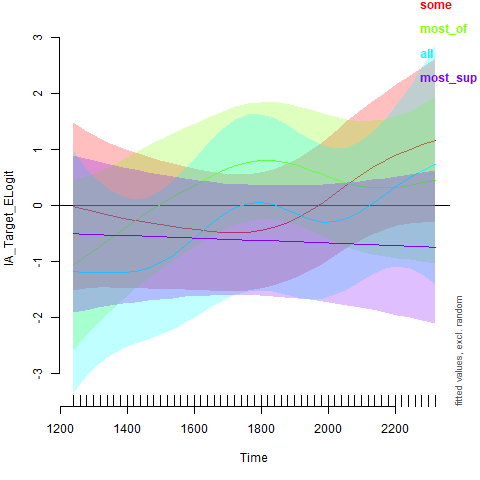 some
most_of
all
most_sup
3
2
1
0
-1
-2
-3
IA_Target_ELogit
1200 1400 1600 1800 2000 2200
Time
fitted values, excl. random